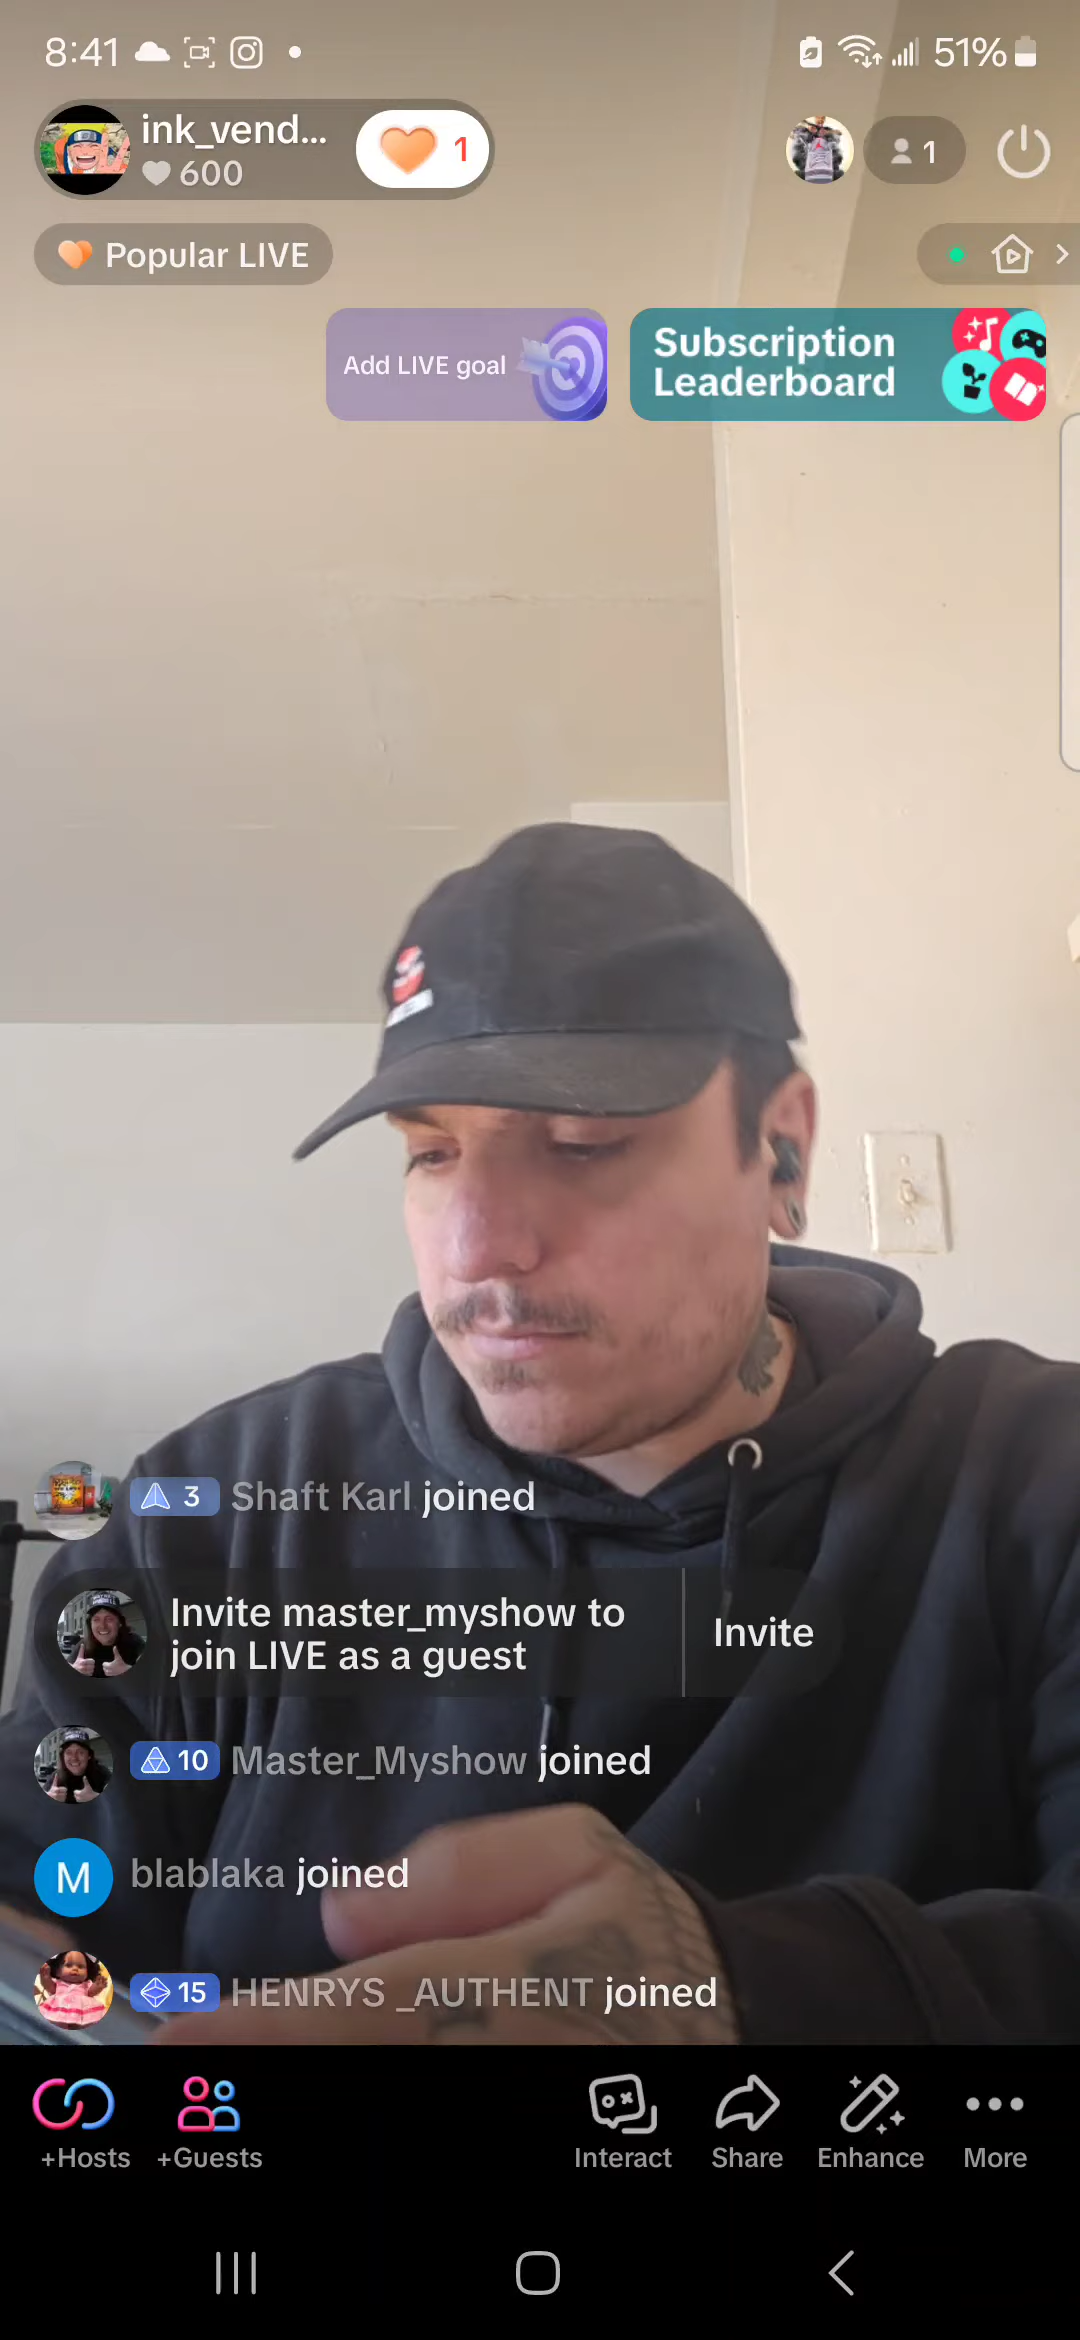 8:41
51%
ink_vend...
600
1
1
Popular LIVE
Add LIVE goal
Subscription
Leaderboard
3 Shaft Karl joined
Invite master_myshow to
join LIVE as a guest
Invite
10 Master_Myshow joined
M
blablaka joined
15 HENRYS _AUTHENT joined
+Hosts
+Guests
Interact
Share
Enhance
More